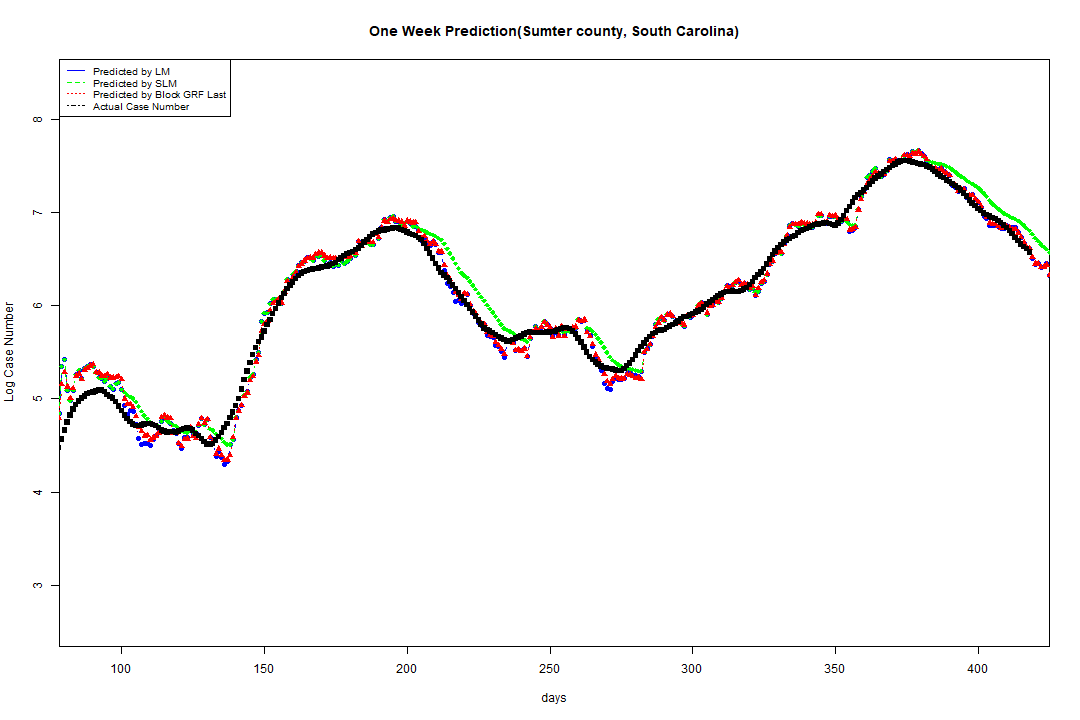 One Week Prediction(Sumter county, South Carolina)
Predicted by LM
Predicted by SLM
Predicted by Block GRF Last
Actual Case Number
8
7
6
5
4
3
Log Case Number
100 150 200 250 300 350 400
days